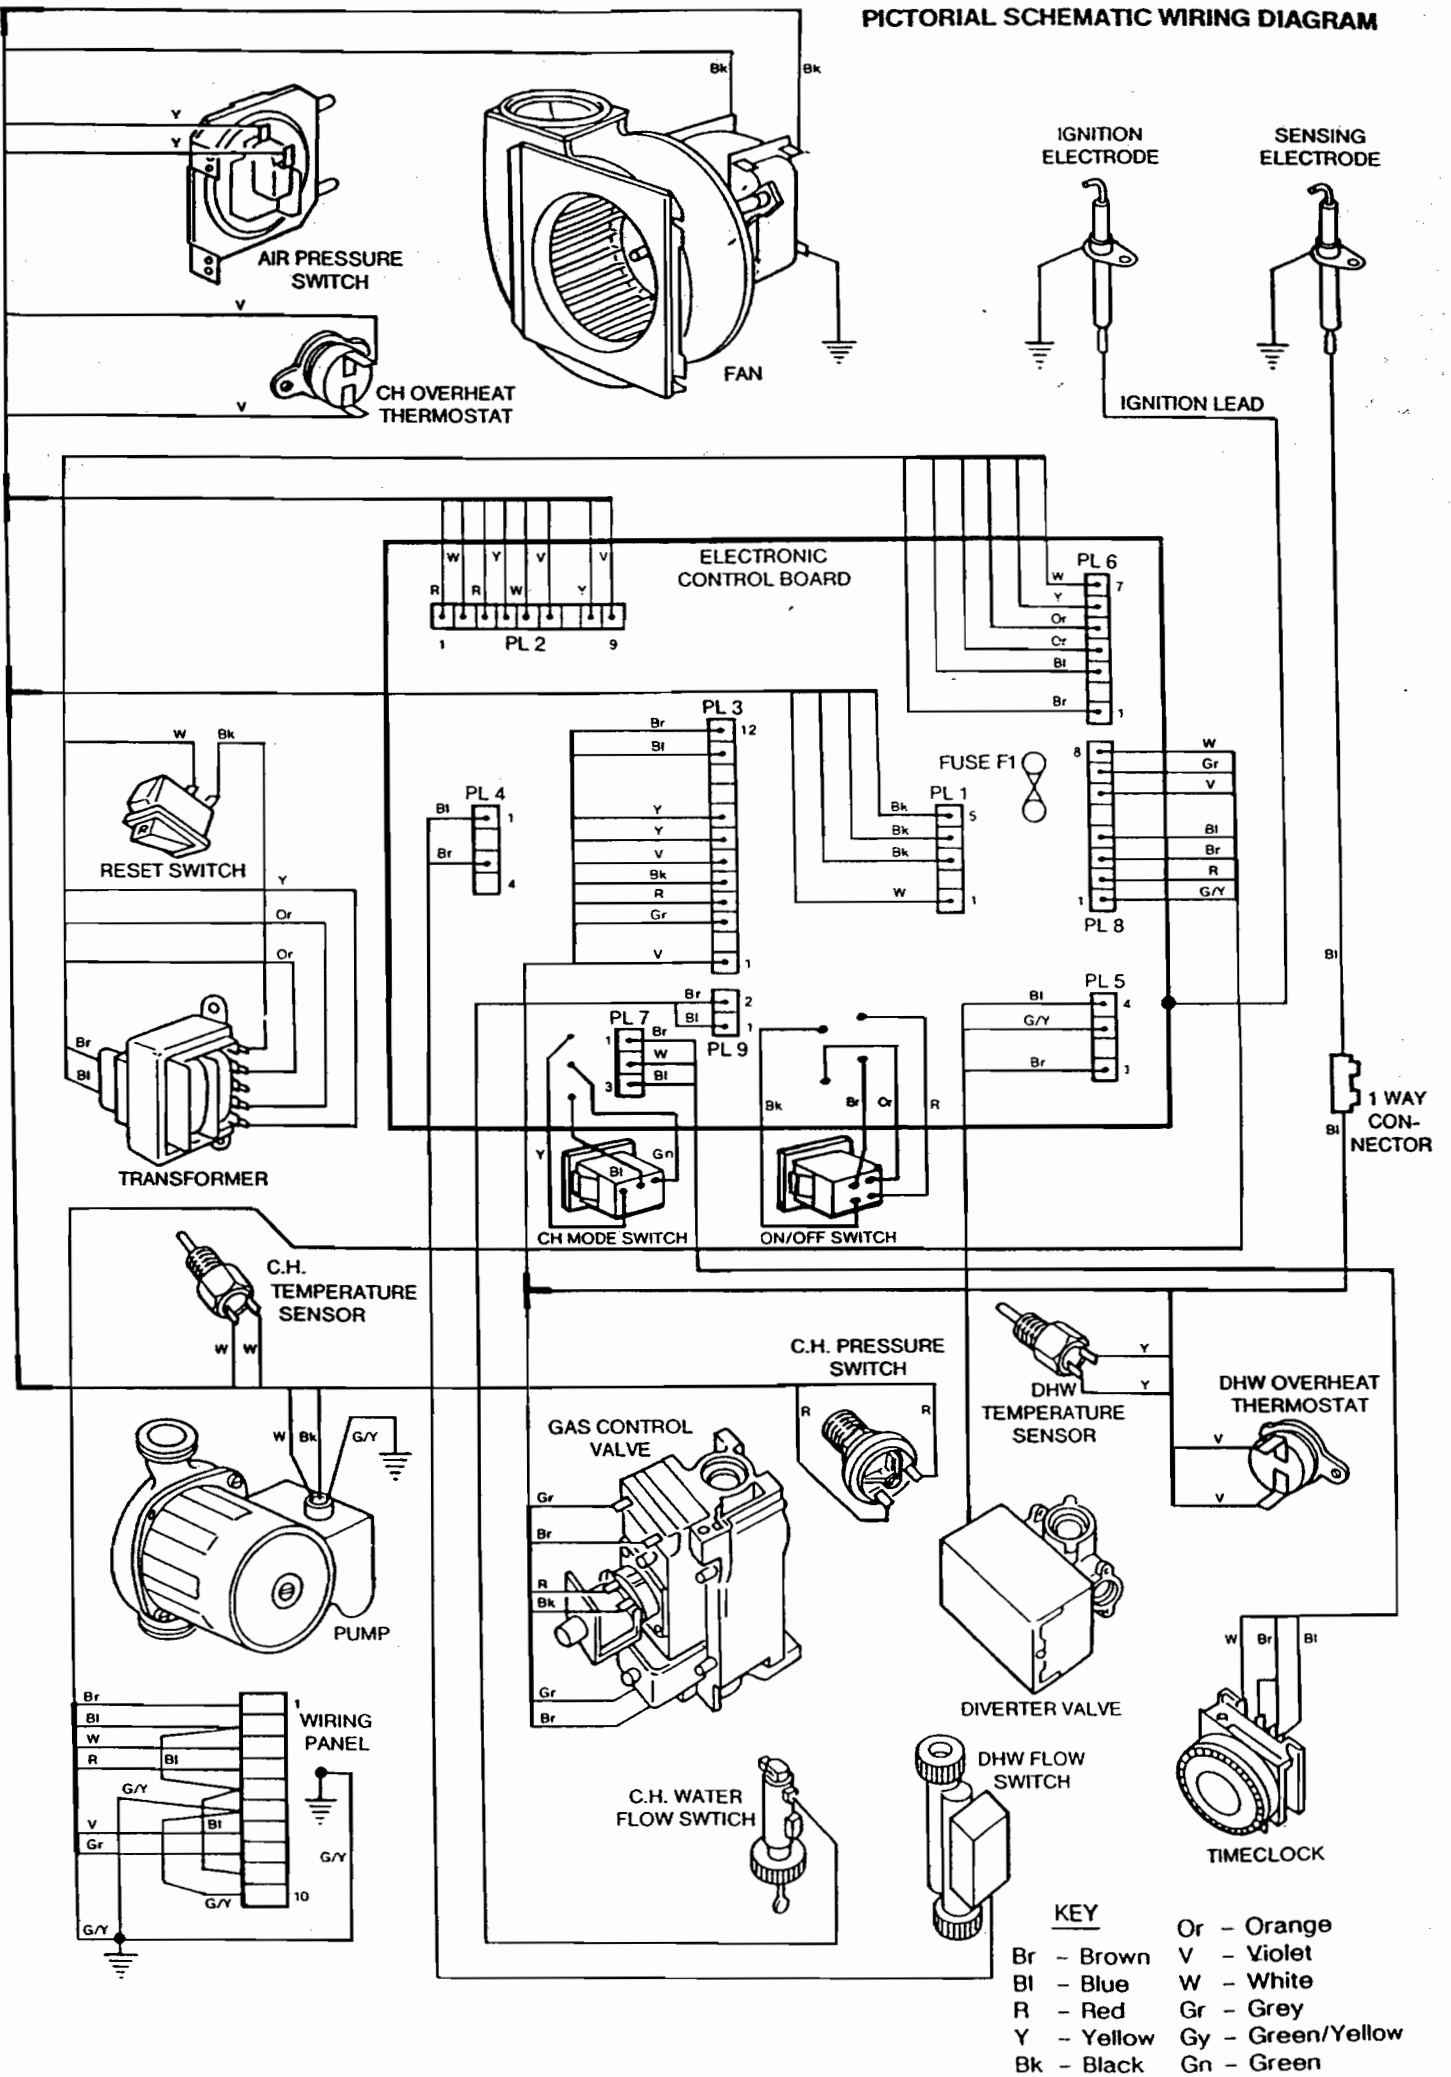 PICTORIAL SCHEMATIC WIRING DIAGRAM
Bk
Bk
Y
Y
AIR PRESSURE
SWITCH
IGNITION
ELECTRODE
SENSING
ELECTRODE
V
CH OVERHEAT
THERMOSTAT
V
FAN
IGNITION LEAD
ELECTRONIC
CONTROL BOARD
W Y V V
R R W Y
1 PL 2 9
PL 6
W 7
Y
Or
Or
Bl
Br 1
PL 3
Br 12
Bl
Y
Y
V
Bk
R
Gr
V 1
PL 4
Bl 1
Br
4
FUSE F1
PL 1
Bk 5
Bk
Bk
W 1
8 W
Gr
V
Bl
Br
R
1 G/Y
PL 8
W Bk
R
RESET SWITCH
Y
Or
Or
Br
Bl
TRANSFORMER
Br 2
Bl 1
PL 9
PL 7
1 Br
W
3 Bl
PL 5
Bl 4
G/Y
Br 1
Bl
1 WAY
CON-
NECTOR
Bl
Y Bl Gn
CH MODE SWITCH
Bk Br Or R
ON/OFF SWITCH
C.H.
TEMPERATURE
SENSOR
W W
C.H. PRESSURE
SWITCH
R R
Y
Y
DHW
TEMPERATURE
SENSOR
DHW OVERHEAT
THERMOSTAT
V
V
W Bk G/Y
PUMP
GAS CONTROL
VALVE
Gr
Br
R
Bk
Gr
Br
DIVERTER VALVE
W Br Bl
TIMECLOCK
Br 1
Bl
W
R Bl
G/Y
V Bl
Gr
G/Y 10
G/Y
WIRING
PANEL
G/Y
C.H. WATER
FLOW SWTICH
DHW FLOW
SWITCH
KEY
Br - Brown
Bl - Blue
R - Red
Y - Yellow
Bk - Black
Or - Orange
V - Violet
W - White
Gr - Grey
Gy - Green/Yellow
Gn - Green